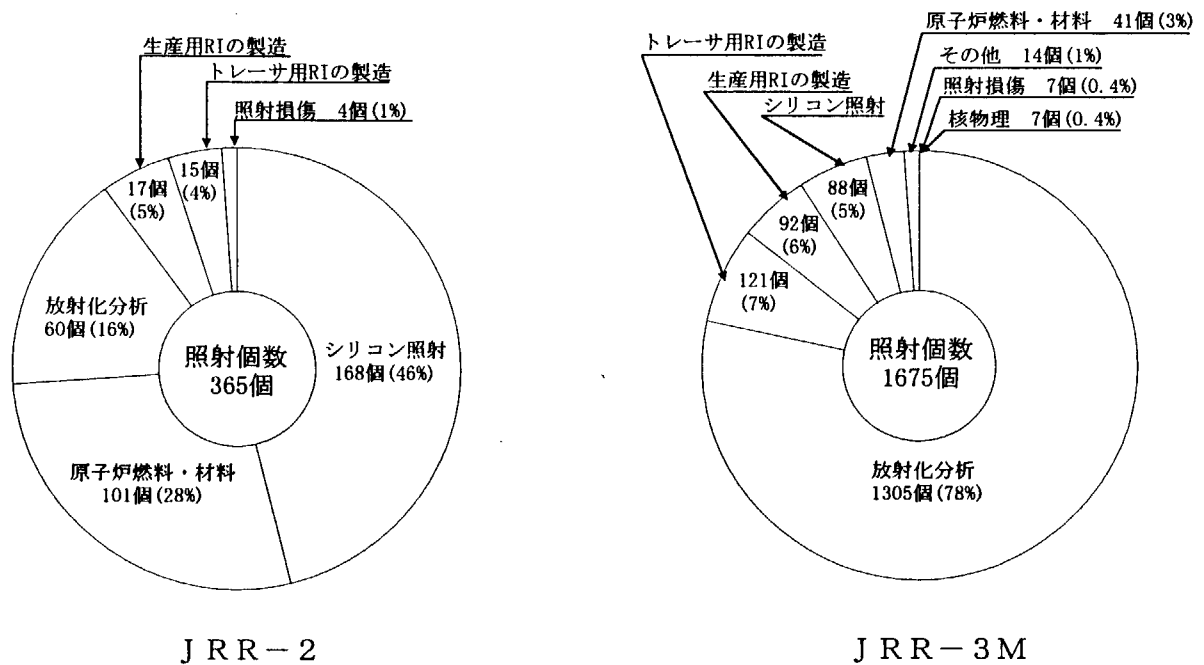 生産用RIの製造
トレーサ用RIの製造
照射損傷 4個(1%)
17個
(5%)
15個
(4%)
放射化分析
60個(16%)
照射個数
365個
シリコン照射
168個(46%)
原子炉燃料・材料
101個(28%)
JRR-2
原子炉燃料・材料 41個(3%)
トレーサ用RIの製造
その他 14個(1%)
生産用RIの製造
照射損傷 7個(0.4%)
シリコン照射
核物理 7個(0.4%)
88個
(5%)
92個
(6%)
121個
(7%)
照射個数
1675個
放射化分析
1305個(78%)
JRR-3M